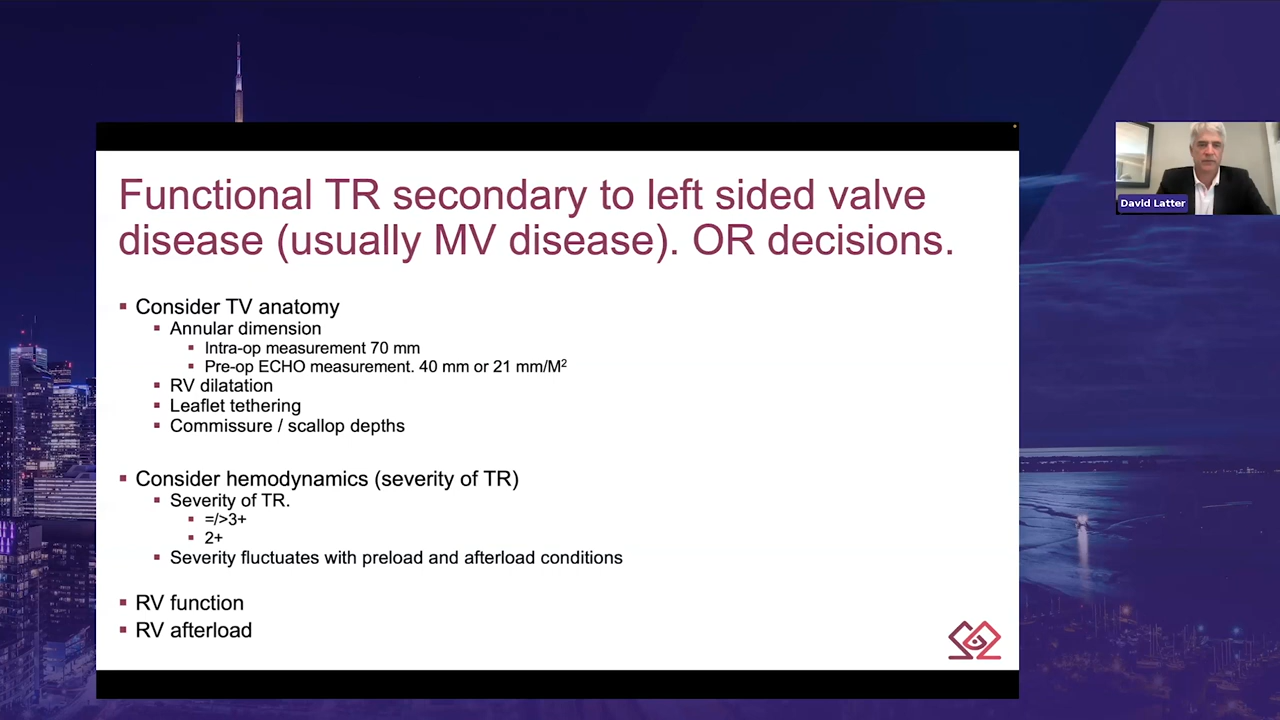 Functional TR secondary to left sided valve
disease (usually MV disease). OR decisions.
Consider TV anatomy
Annular dimension
Intra-op measurement 70 mm
Pre-op ECHO measurement. 40 mm or 21 mm/M²
RV dilatation
Leaflet tethering
Commissure / scallop depths
Consider hemodynamics (severity of TR)
Severity of TR.
=/>3+
2+
Severity fluctuates with preload and afterload conditions
RV function
RV afterload
David Latter